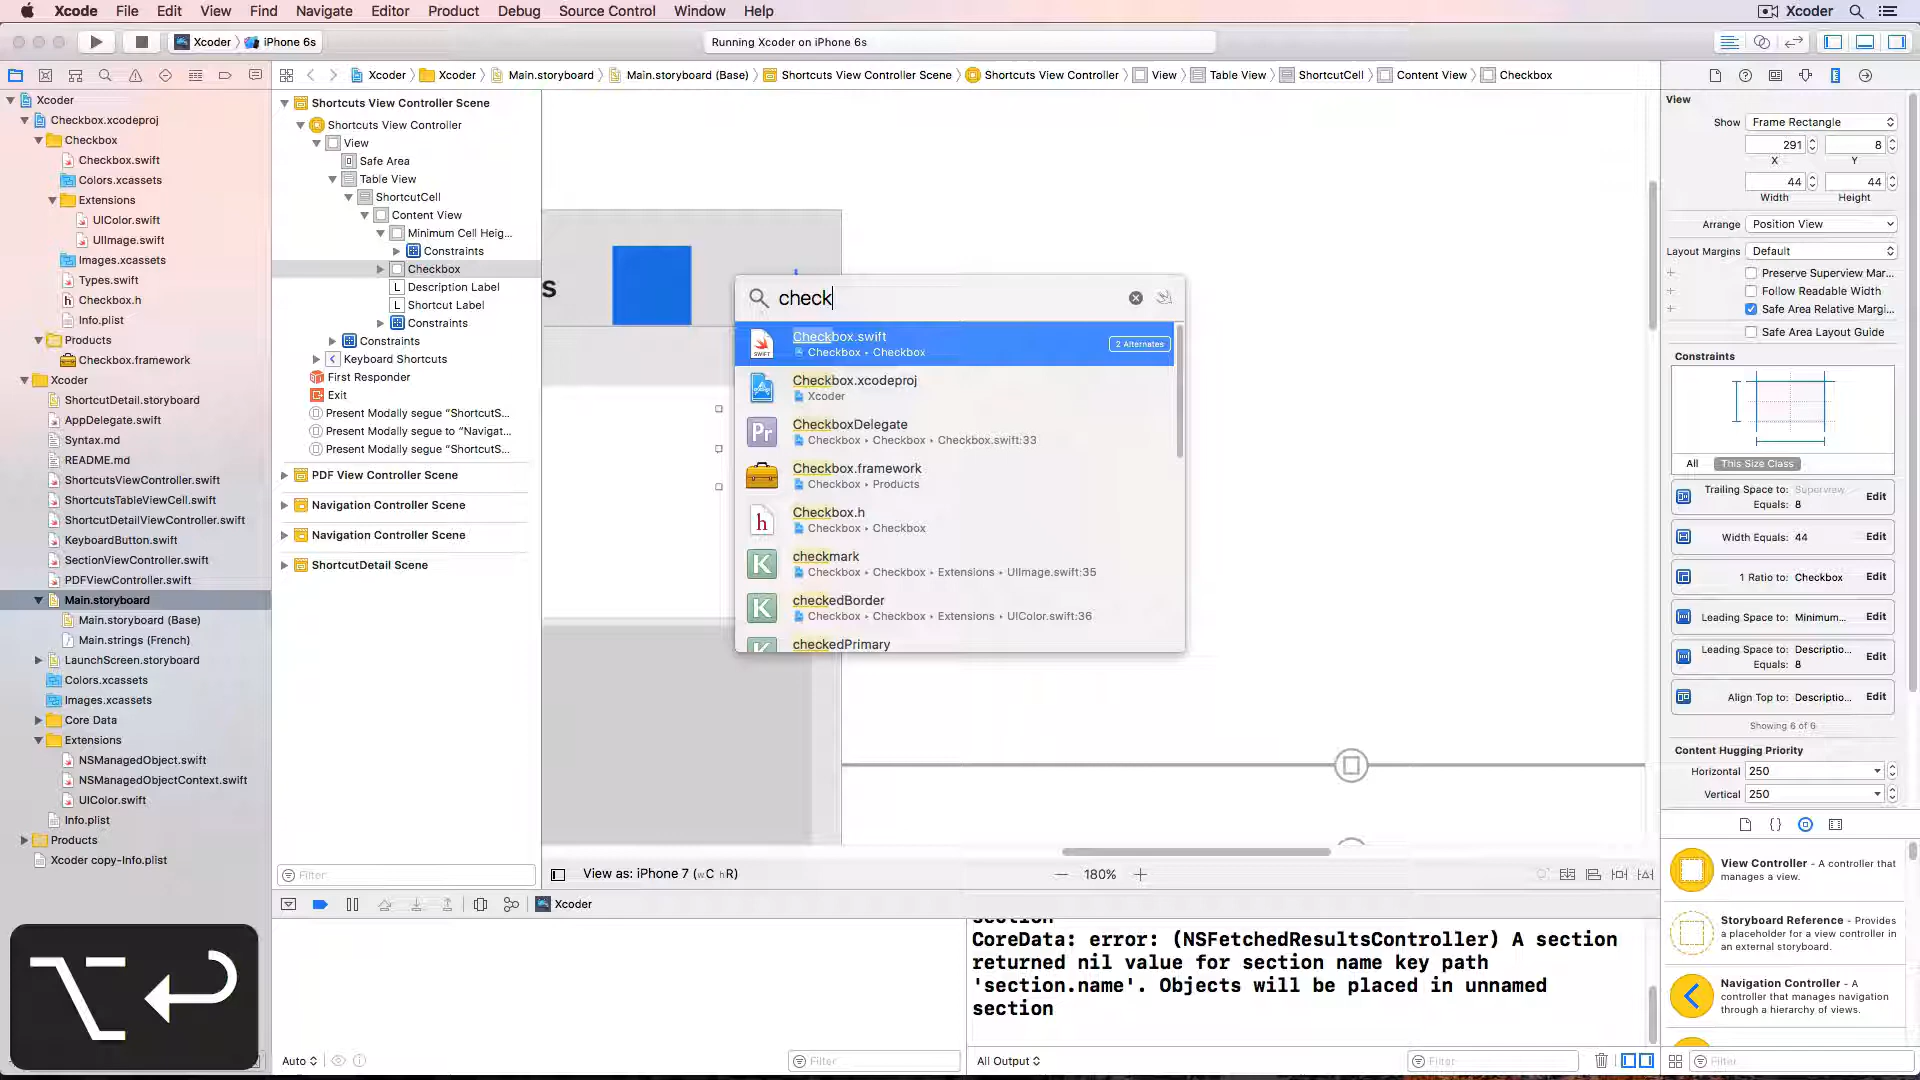 Xcode File Edit View Find Navigate Editor Product Debug Source Control Window Help Xcoder
Xcoder iPhone 6s Running Xcoder on iPhone 6s
Xcoder Xcoder Main.storyboard Main.storyboard (Base) Shortcuts View Controller Scene Shortcuts View Controller View Table View ShortcutCell Content View Checkbox
Xcoder
Checkbox.xcodeproj
Checkbox
Checkbox.swift
Colors.xcassets
Extensions
UIColor.swift
UIImage.swift
Images.xcassets
Types.swift
Checkbox.h
Info.plist
Products
Checkbox.framework
Xcoder
ShortcutDetail.storyboard
AppDelegate.swift
Syntax.md
README.md
ShortcutsViewController.swift
ShortcutsTableViewCell.swift
ShortcutDetailViewController.swift
KeyboardButton.swift
SectionViewController.swift
PDFViewController.swift
Main.storyboard
Main.storyboard (Base)
Main.strings (French)
LaunchScreen.storyboard
Colors.xcassets
Images.xcassets
Core Data
Extensions
NSManagedObject.swift
NSManagedObjectContext.swift
UIColor.swift
Info.plist
Products
Xcoder copy-Info.plist
Shortcuts View Controller Scene
Shortcuts View Controller
View
Safe Area
Table View
ShortcutCell
Content View
Minimum Cell Heig...
Constraints
Checkbox
L Description Label
L Shortcut Label
Constraints
Constraints
Keyboard Shortcuts
First Responder
Exit
Present Modally segue “ShortcutS...
Present Modally segue to “Navigat...
Present Modally segue “ShortcutS...
PDF View Controller Scene
Navigation Controller Scene
Navigation Controller Scene
ShortcutDetail Scene
Filter
s
check
SWIFT
Checkbox.swift
Checkbox • Checkbox
2 Alternates
Checkbox.xcodeproj
Xcoder
Pr
CheckboxDelegate
Checkbox • Checkbox • Checkbox.swift:33
Checkbox.framework
Checkbox • Products
h
Checkbox.h
Checkbox • Checkbox
K
checkmark
Checkbox • Checkbox • Extensions • UIImage.swift:35
K
checkedBorder
Checkbox • Checkbox • Extensions • UIColor.swift:36
K
checkedPrimary
View as: iPhone 7 (wC hR)
180%
Xcoder
section
CoreData: error: (NSFetchedResultsController) A section
returned nil value for section name key path
'section.name'. Objects will be placed in unnamed
section
Auto
Filter
All Output
Filter
View
Show Frame Rectangle
291 8
X Y
44 44
Width Height
Arrange Position View
Layout Margins Default
Preserve Superview Mar...
Follow Readable Width
Safe Area Relative Margi...
Safe Area Layout Guide
Constraints
All This Size Class
Trailing Space to: Superview
Equals: 8
Edit
Width Equals: 44 Edit
1 Ratio to: Checkbox Edit
Leading Space to: Minimum... Edit
Leading Space to: Descriptio...
Equals: 8
Edit
Align Top to: Descriptio... Edit
Showing 6 of 6
Content Hugging Priority
Horizontal 250
Vertical 250
{ }
View Controller - A controller that
manages a view.
Storyboard Reference - Provides
a placeholder for a view controller in
an external storyboard.
Navigation Controller - A
controller that manages navigation
through a hierarchy of views.
Filter